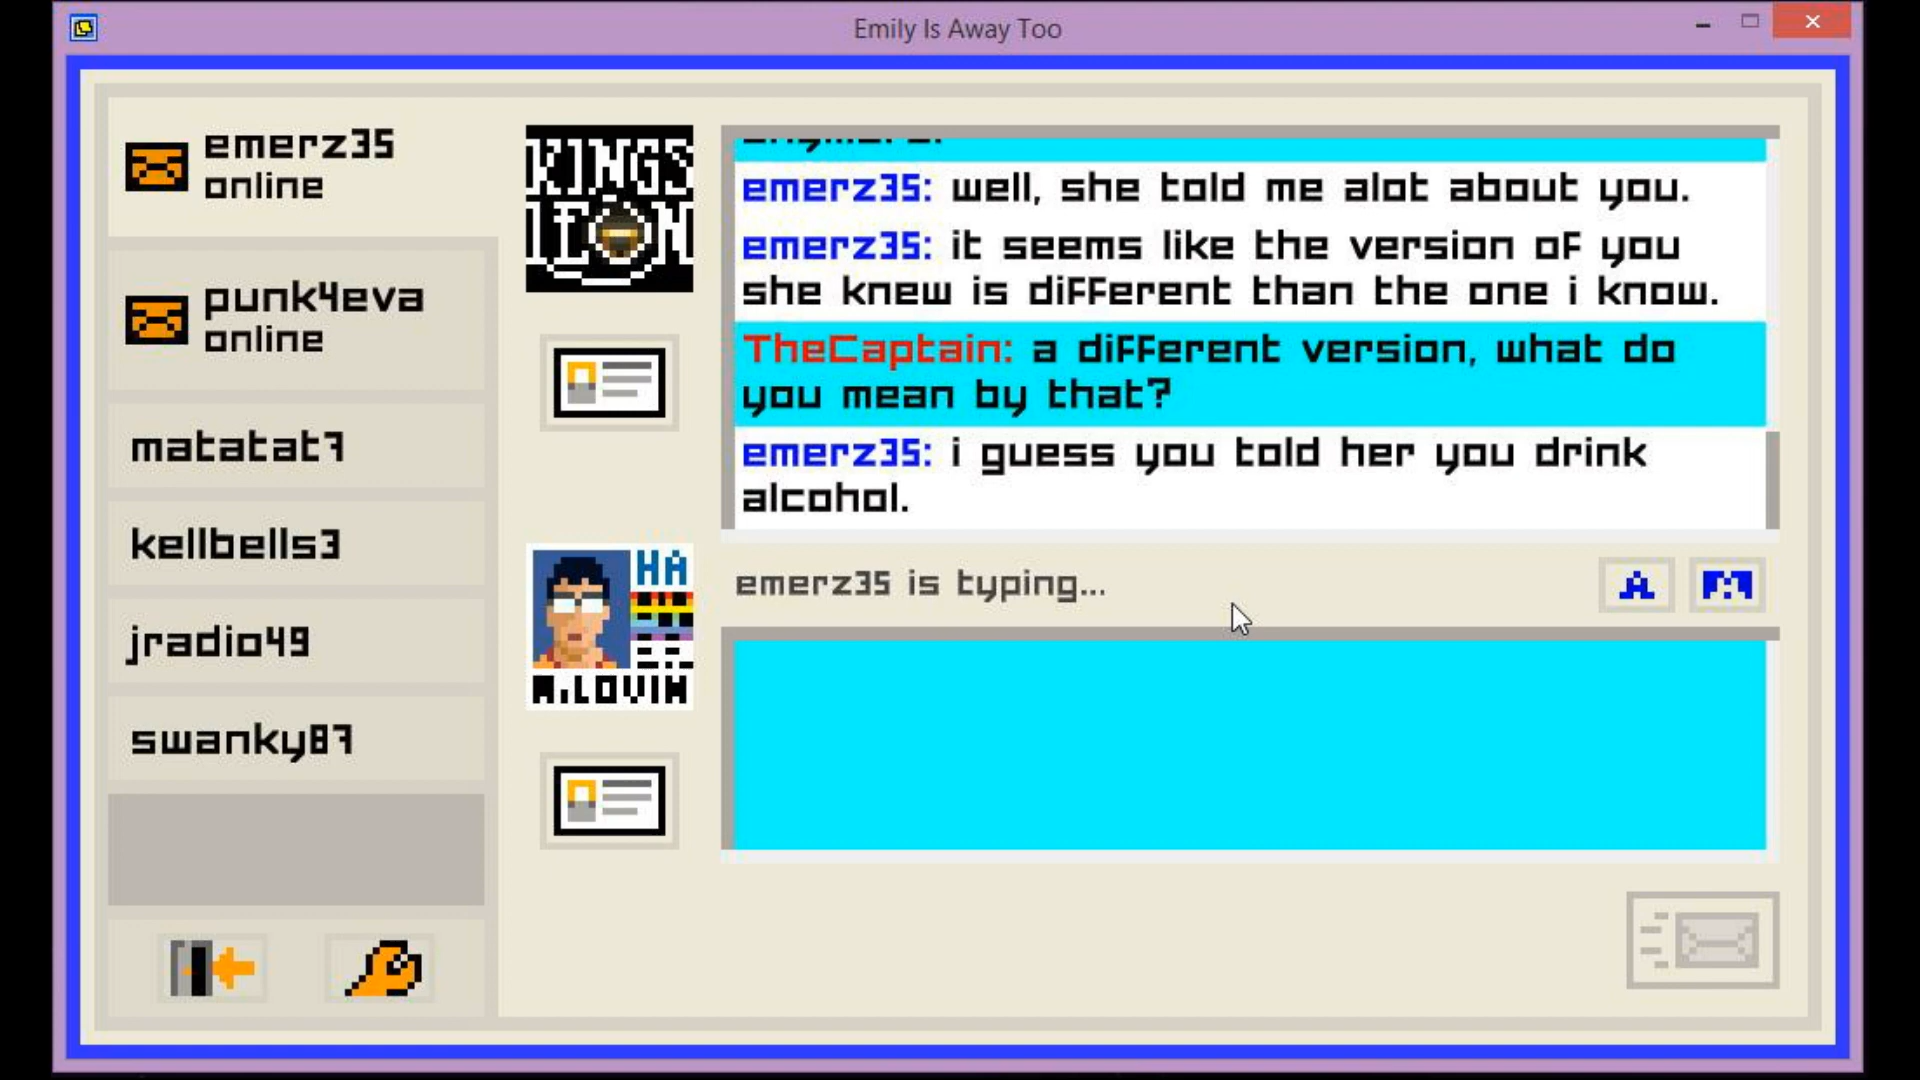 Emily Is Away Too
emerz35
online
punk4eva
online
matatat7
kellbells3
jradio49
swanky87
KINGS
HA
emerz35: well, she told me alot about you.
emerz35: it seems like the version of you
she knew is different than the one i know.
TheCaptain: a different version, what do
you mean by that?
emerz35: i guess you told her you drink
alcohol.
emerz35 is typing...
A